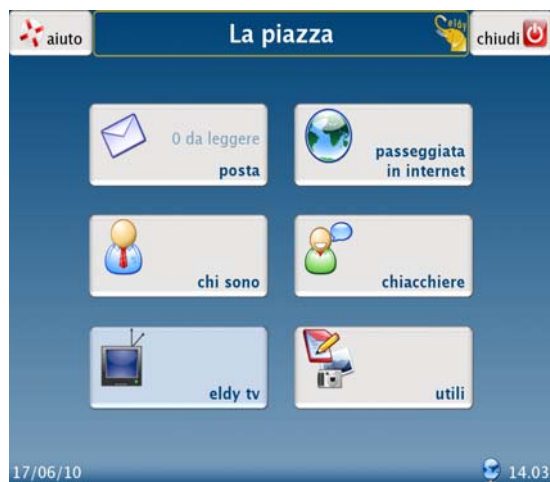 aiuto
La piazza
eldy
chiudi
0 da leggere
posta
passeggiata
in internet
chi sono
chiacchiere
eldy tv
utili
17/06/10
14.03